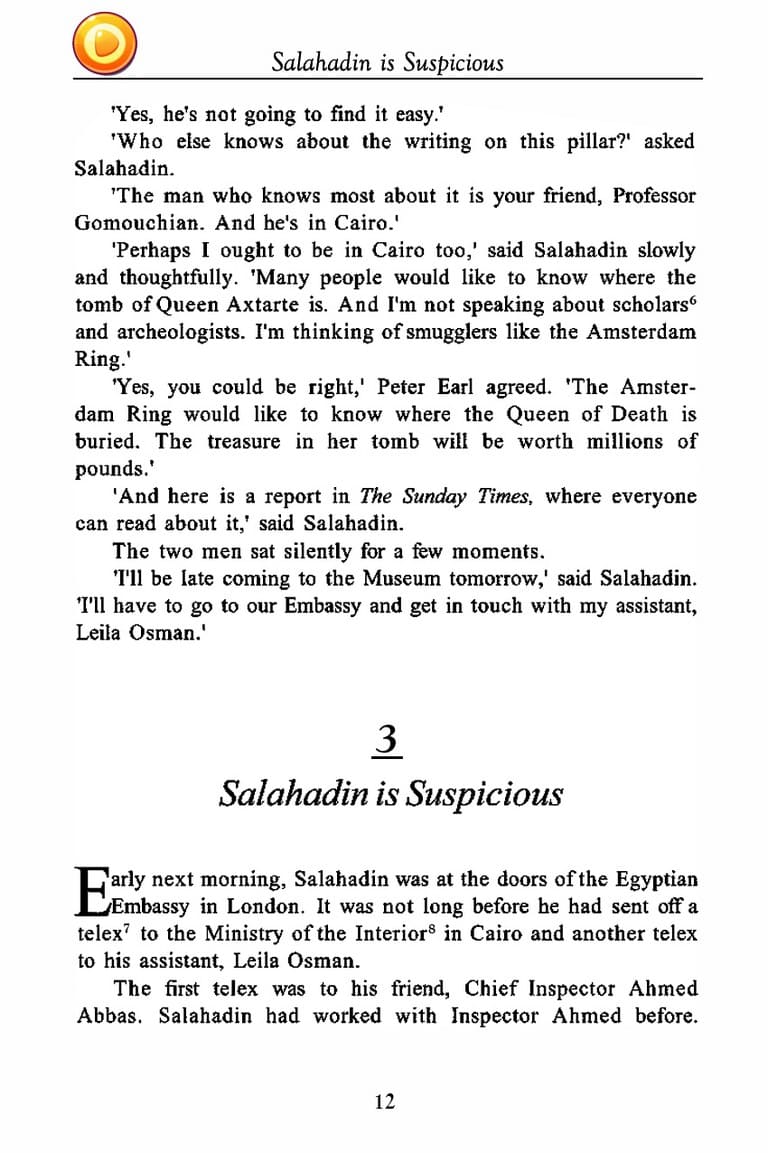 Salahadin is Suspicious
'Yes, he's not going to find it easy.'
'Who else knows about the writing on this pillar?' asked
Salahadin.
'The man who knows most about it is your friend, Professor
Gomouchian. And he's in Cairo.'
'Perhaps I ought to be in Cairo too,' said Salahadin slowly
and thoughtfully. 'Many people would like to know where the
tomb of Queen Axtarte is. And I'm not speaking about scholars⁶
and archeologists. I'm thinking of smugglers like the Amsterdam
Ring.'
'Yes, you could be right,' Peter Earl agreed. 'The Amster-
dam Ring would like to know where the Queen of Death is
buried. The treasure in her tomb will be worth millions of
pounds.'
'And here is a report in The Sunday Times, where everyone
can read about it,' said Salahadin.
The two men sat silently for a few moments.
'I'll be late coming to the Museum tomorrow,' said Salahadin.
'I'll have to go to our Embassy and get in touch with my assistant,
Leila Osman.'
3
Salahadin is Suspicious
Early next morning, Salahadin was at the doors of the Egyptian
Embassy in London. It was not long before he had sent off a
telex⁷ to the Ministry of the Interior⁸ in Cairo and another telex
to his assistant, Leila Osman.
The first telex was to his friend, Chief Inspector Ahmed
Abbas. Salahadin had worked with Inspector Ahmed before.
12